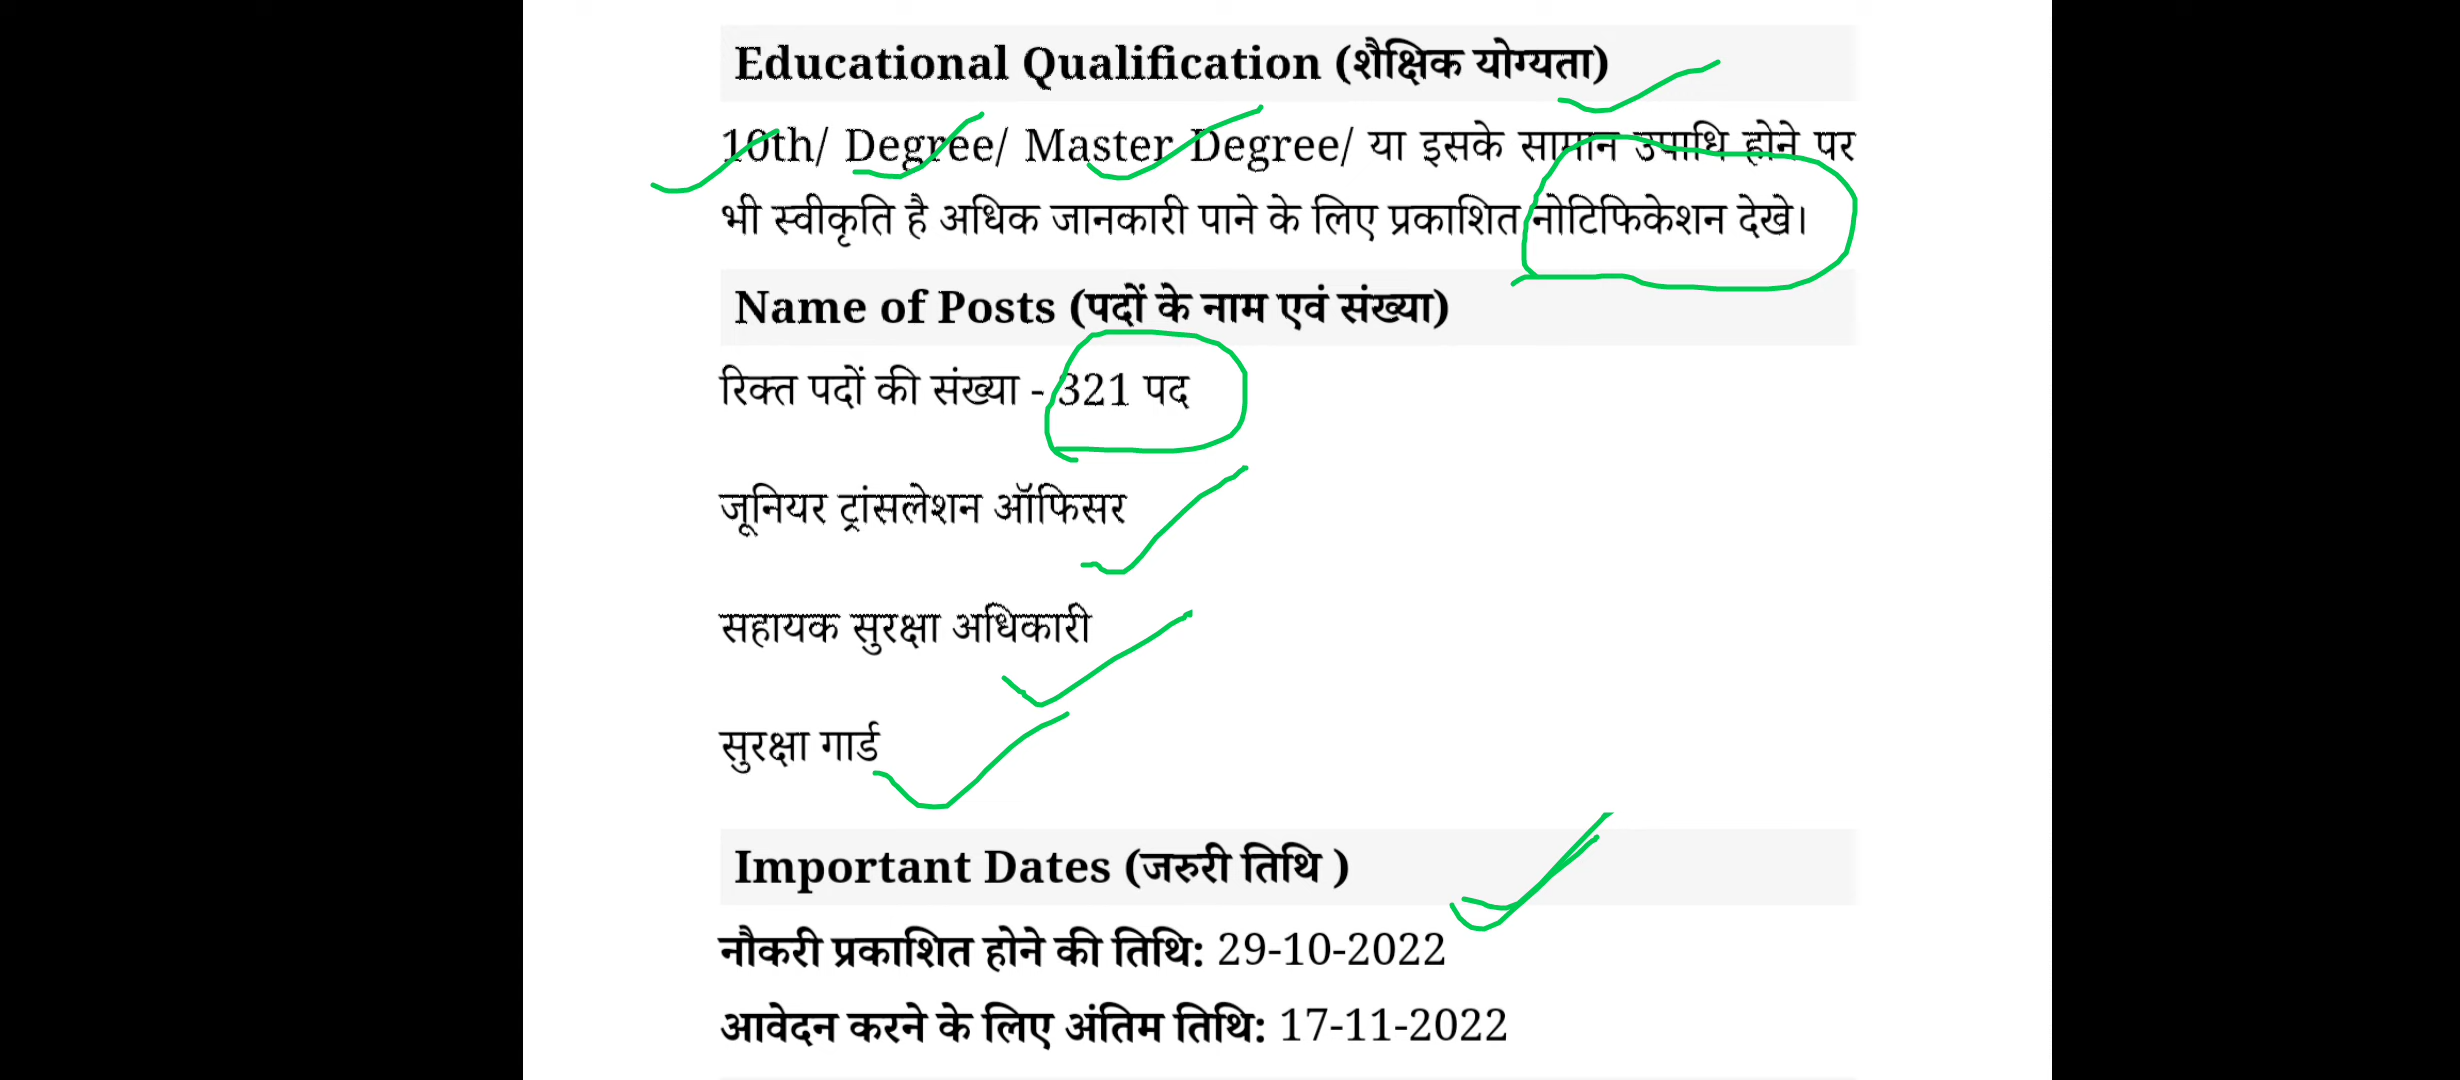 Educational Qualification (शैक्षिक योग्यता)
10th/ Degree/ Master Degree/ या इसके सामान उपाधि होने पर
भी स्वीकृति है अधिक जानकारी पाने के लिए प्रकाशित नोटिफिकेशन देखे।
Name of Posts (पदों के नाम एवं संख्या)
रिक्त पदों की संख्या - 321 पद
जूनियर ट्रांसलेशन ऑफिसर
सहायक सुरक्षा अधिकारी
सुरक्षा गार्ड
Important Dates (जरुरी तिथि )
नौकरी प्रकाशित होने की तिथि: 29-10-2022
आवेदन करने के लिए अंतिम तिथि: 17-11-2022